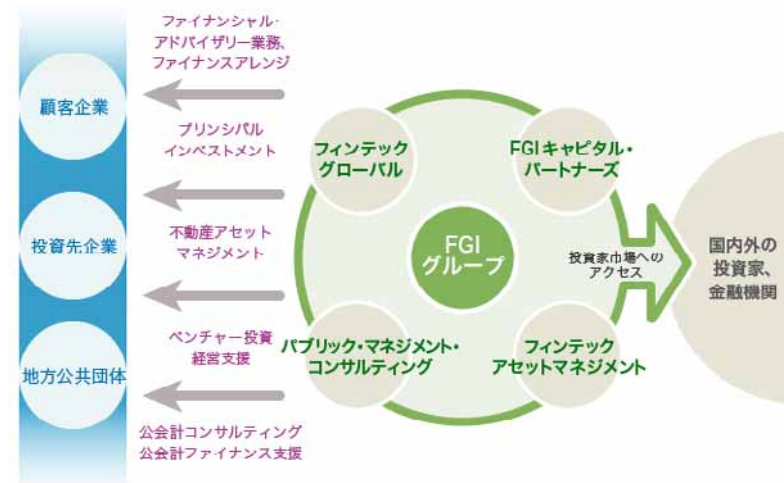 顧客企業
投資先企業
地方公共団体
ファイナンシャル・
アドバイザリー業務、
ファイナンスアレンジ
プリンシパル
インベストメント
不動産アセット
マネジメント
ベンチャー投資
経営支援
公会計コンサルティング
公会計ファイナンス支援
フィンテック
グローバル
FGIキャピタル・
パートナーズ
FGI
グループ
パブリック・マネジメント・
コンサルティング
フィンテック
アセットマネジメント
投資家市場への
アクセス
国内外の
投資家、
金融機関